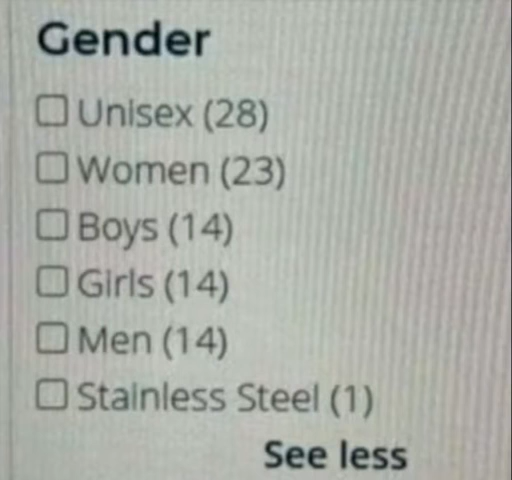 Gender
Unisex (28)
Women (23)
Boys (14)
Girls (14)
Men (14)
Stainless Steel (1)
See less